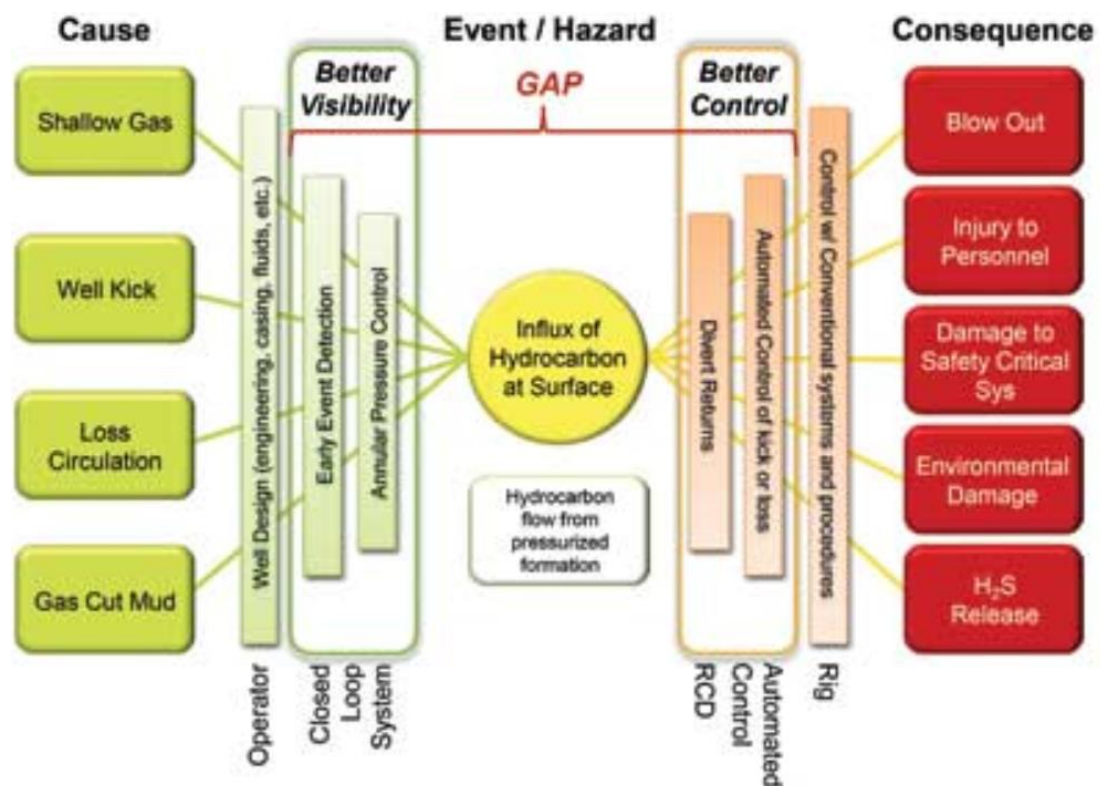 Cause
Event / Hazard
Consequence
Better
Visibility
GAP
Better
Control
Shallow Gas
Well Kick
Loss
Circulation
Gas Cut Mud
Well Design (engineering, casing, fluids, etc.)
Early Event Detection
Annular Pressure Control
Influx of
Hydrocarbon
at Surface
Hydrocarbon
flow from
pressurized
formation
Divert Returns
Automated Control of kick or loss
Control w/ Conventional systems and procedures
Blow Out
Injury to
Personnel
Damage to
Safety Critical
Sys
Environmental
Damage
H₂S
Release
Operator
Closed
Loop
System
RCD
Automated
Control
Rig